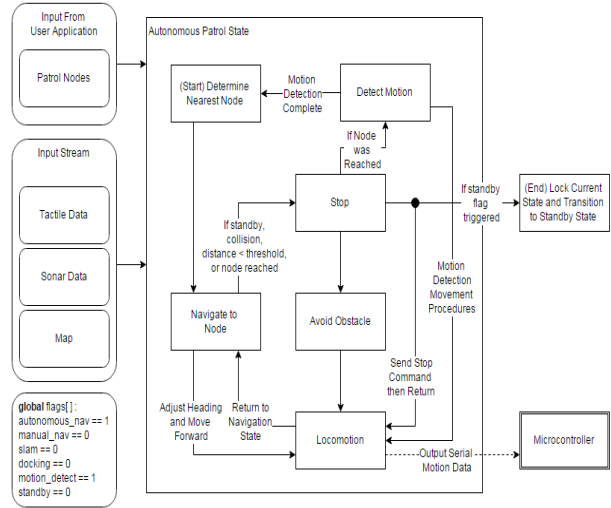 Input From
User Application
Patrol Nodes
Input Stream
Tactile Data
Sonar Data
Map
global flags[ ] :
autonomous_nav == 1
manual_nav == 0
slam == 0
docking == 0
motion_detect == 1
standby == 0
Autonomous Patrol State
(Start) Determine
Nearest Node
Motion
Detection
Complete
Detect Motion
If Node
was
Reached
Stop
If standby,
collision,
distance < threshold,
or node reached
Navigate to
Node
Avoid Obstacle
Adjust Heading
and Move
Forward
Return to
Navigation
State
Locomotion
Send Stop
Command
then Return
Motion
Detection
Movement
Procedures
If standby
flag
triggered
(End) Lock Current
State and Transition
to Standby State
Output Serial
Motion Data
Microcontroller